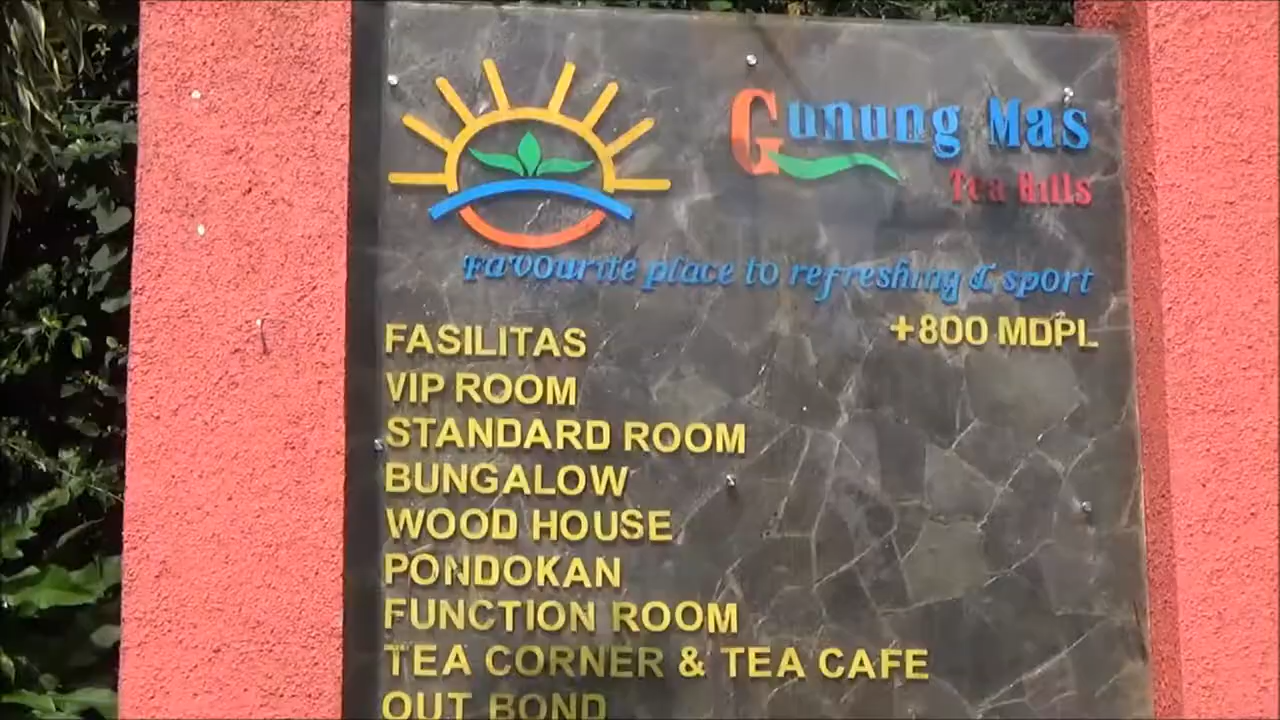 Gunung Mas
Tea Hills
Favourite place to refreshing & sport
+800 MDPL
FASILITAS
VIP ROOM
STANDARD ROOM
BUNGALOW
WOOD HOUSE
PONDOKAN
FUNCTION ROOM
TEA CORNER & TEA CAFE
OUT BOND